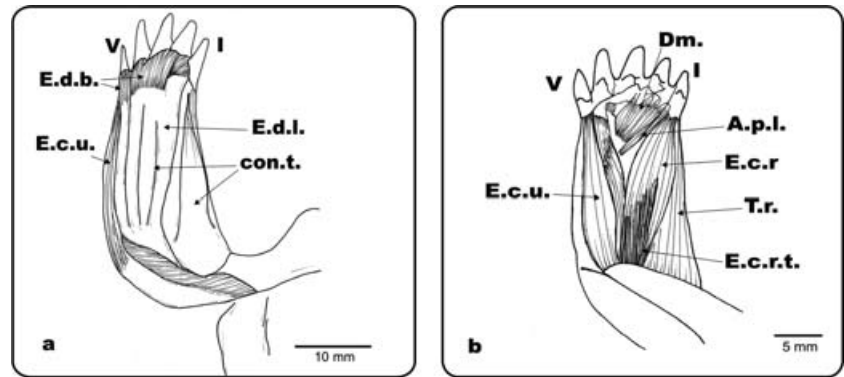 V I
E.d.b.
E.c.u.
E.d.l.
con.t.
a
10 mm
Dm.
V I
A.p.l.
E.c.r
E.c.u.
T.r.
E.c.r.t.
b
5 mm